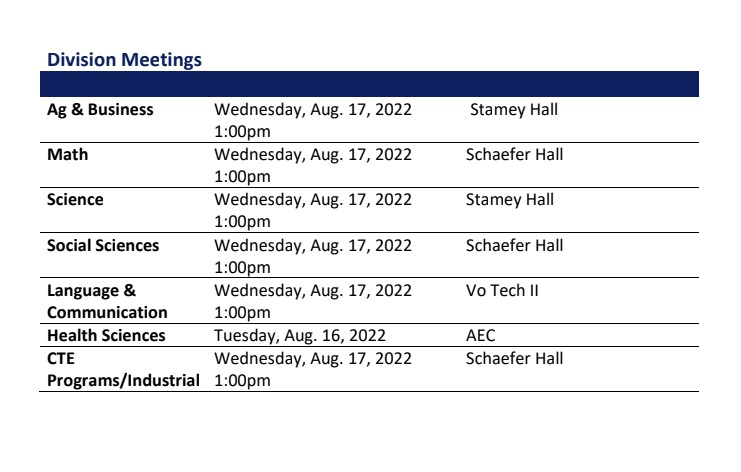 Division Meetings
Ag & Business Wednesday, Aug. 17, 2022 Stamey Hall
1:00pm
Math Wednesday, Aug. 17, 2022 Schaefer Hall
1:00pm
Science Wednesday, Aug. 17, 2022 Stamey Hall
1:00pm
Social Sciences Wednesday, Aug. 17, 2022 Schaefer Hall
1:00pm
Language & Wednesday, Aug. 17, 2022 Vo Tech II
Communication 1:00pm
Health Sciences Tuesday, Aug. 16, 2022 AEC
CTE Wednesday, Aug. 17, 2022 Schaefer Hall
Programs/Industrial 1:00pm